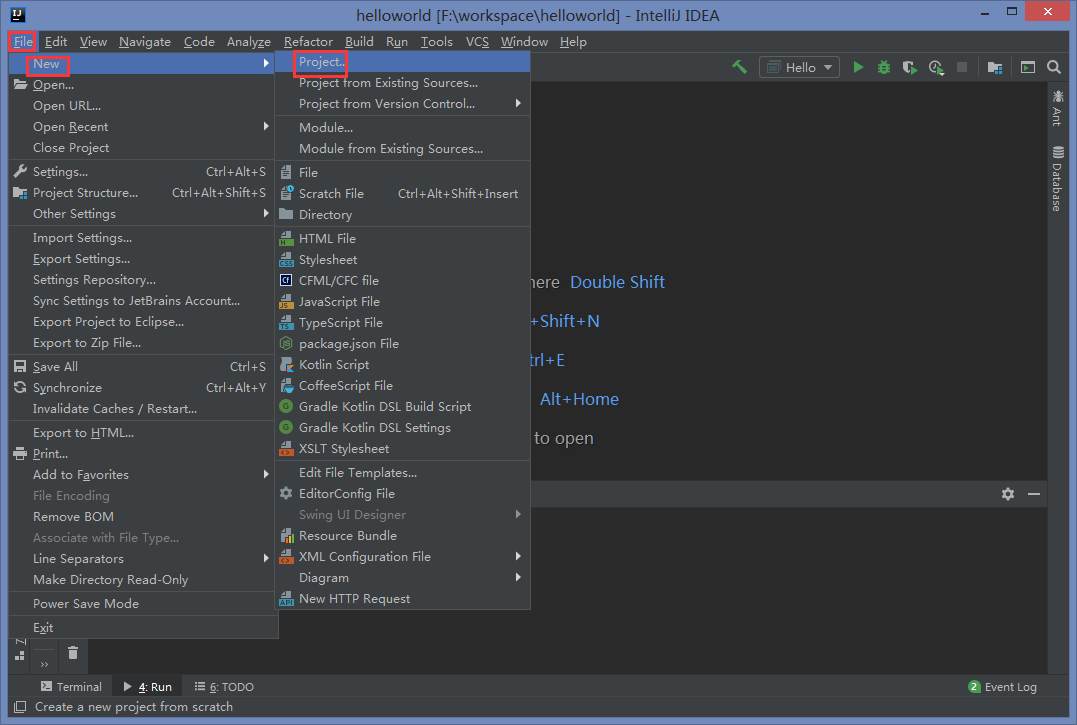 helloworld [F:\workspace\helloworld] - IntelliJ IDEA
File Edit View Navigate Code Analyze Refactor Build Run Tools VCS Window Help
New
Open...
Open URL...
Open Recent
Close Project
Settings... Ctrl+Alt+S
Project Structure... Ctrl+Alt+Shift+S
Other Settings
Import Settings...
Export Settings...
Settings Repository...
Sync Settings to JetBrains Account...
Export Project to Eclipse...
Export to Zip File...
Save All Ctrl+S
Synchronize Ctrl+Alt+Y
Invalidate Caches / Restart...
Export to HTML...
Print...
Add to Favorites
File Encoding
Remove BOM
Associate with File Type...
Line Separators
Make Directory Read-Only
Power Save Mode
Exit
Project...
Project from Existing Sources...
Project from Version Control...
Module...
Module from Existing Sources...
File
Scratch File Ctrl+Alt+Shift+Insert
Directory
HTML File
Stylesheet
CFML/CFC file
JavaScript File
TypeScript File
package.json File
Kotlin Script
CoffeeScript File
Gradle Kotlin DSL Build Script
Gradle Kotlin DSL Settings
XSLT Stylesheet
Edit File Templates...
EditorConfig File
Swing UI Designer
Resource Bundle
XML Configuration File
Diagram
New HTTP Request
Hello
Ant
Database
here Double Shift
+Shift+N
trl+E
Alt+Home
to open
Terminal
4: Run
6: TODO
2 Event Log
Create a new project from scratch